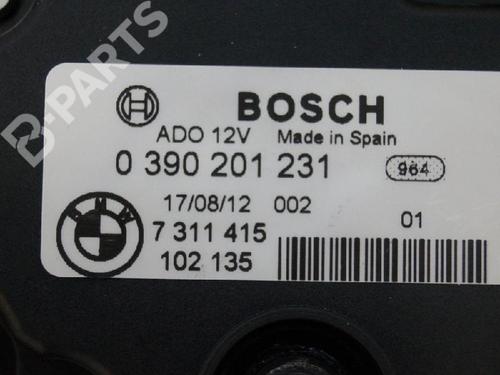 BOSCH
ADO 12V Made in Spain
0 390 201 231 964
17/08/12 002
01
BMW
7 311 415
102 135
B-PARTS